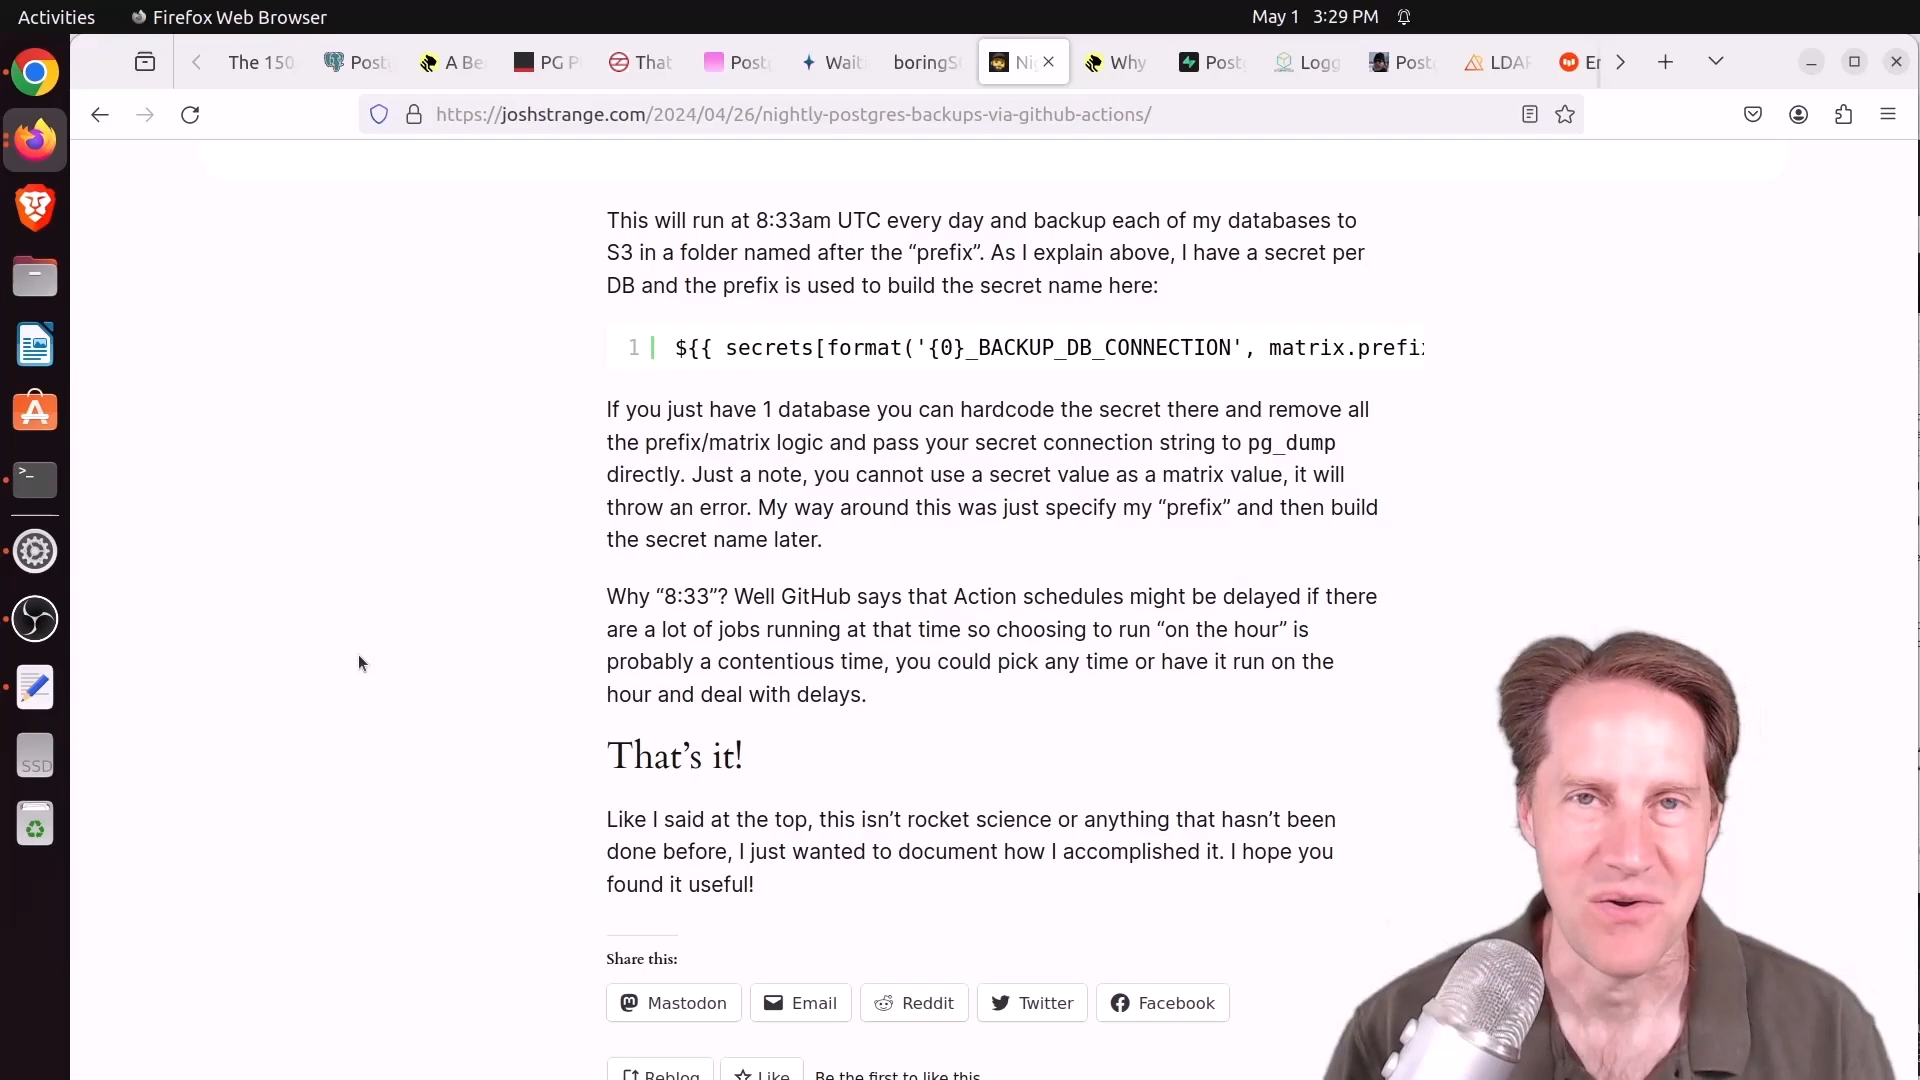 Activities
Firefox Web Browser
May 1 3:29 PM
The 150
Post
A Be
PG P
That
Post
Wait
boringS
Ni
Why
Post
Logg
Post
LDAP
Er
https://joshstrange.com/2024/04/26/nightly-postgres-backups-via-github-actions/
This will run at 8:33am UTC every day and backup each of my databases to
S3 in a folder named after the “prefix”. As I explain above, I have a secret per
DB and the prefix is used to build the secret name here:
1 ${{ secrets[format('{0}_BACKUP_DB_CONNECTION', matrix.prefix
If you just have 1 database you can hardcode the secret there and remove all
the prefix/matrix logic and pass your secret connection string to pg_dump
directly. Just a note, you cannot use a secret value as a matrix value, it will
throw an error. My way around this was just specify my “prefix” and then build
the secret name later.
Why “8:33”? Well GitHub says that Action schedules might be delayed if there
are a lot of jobs running at that time so choosing to run “on the hour” is
probably a contentious time, you could pick any time or have it run on the
hour and deal with delays.
That’s it!
Like I said at the top, this isn’t rocket science or anything that hasn’t been
done before, I just wanted to document how I accomplished it. I hope you
found it useful!
Share this:
Mastodon
Email
Reddit
Twitter
Facebook
Reblog
Like
Be the first to like this
SSD